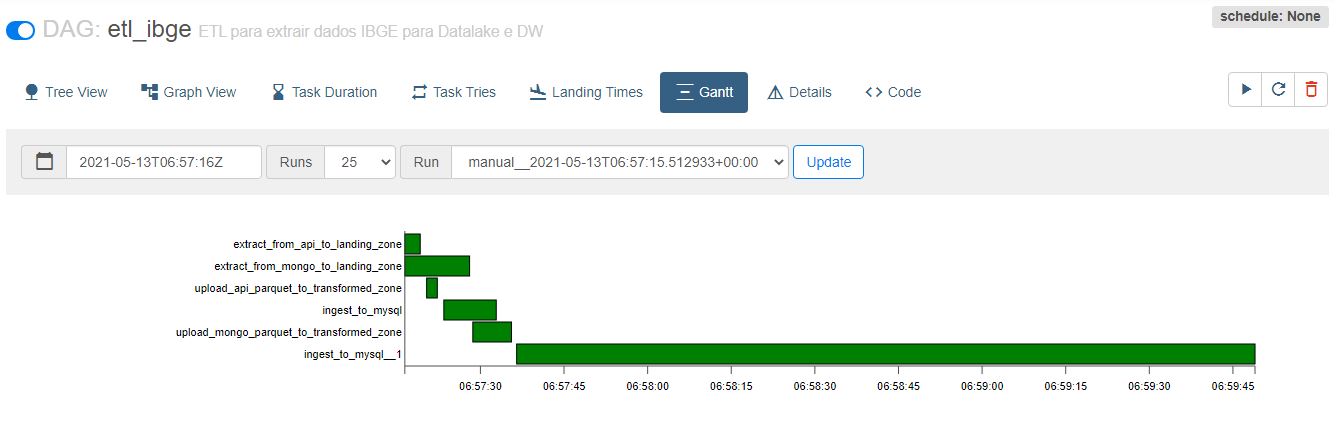 schedule: None
DAG: etl_ibge ETL para extrair dados IBGE para Datalake e DW
Tree View Graph View Task Duration Task Tries Landing Times Gantt Details Code
2021-05-13T06:57:16Z Runs 25 Run manual__2021-05-13T06:57:15.512933+00:00 Update
extract_from_api_to_landing_zone
extract_from_mongo_to_landing_zone
upload_api_parquet_to_transformed_zone
ingest_to_mysql
upload_mongo_parquet_to_transformed_zone
ingest_to_mysql__1
06:57:30 06:57:45 06:58:00 06:58:15 06:58:30 06:58:45 06:59:00 06:59:15 06:59:30 06:59:45